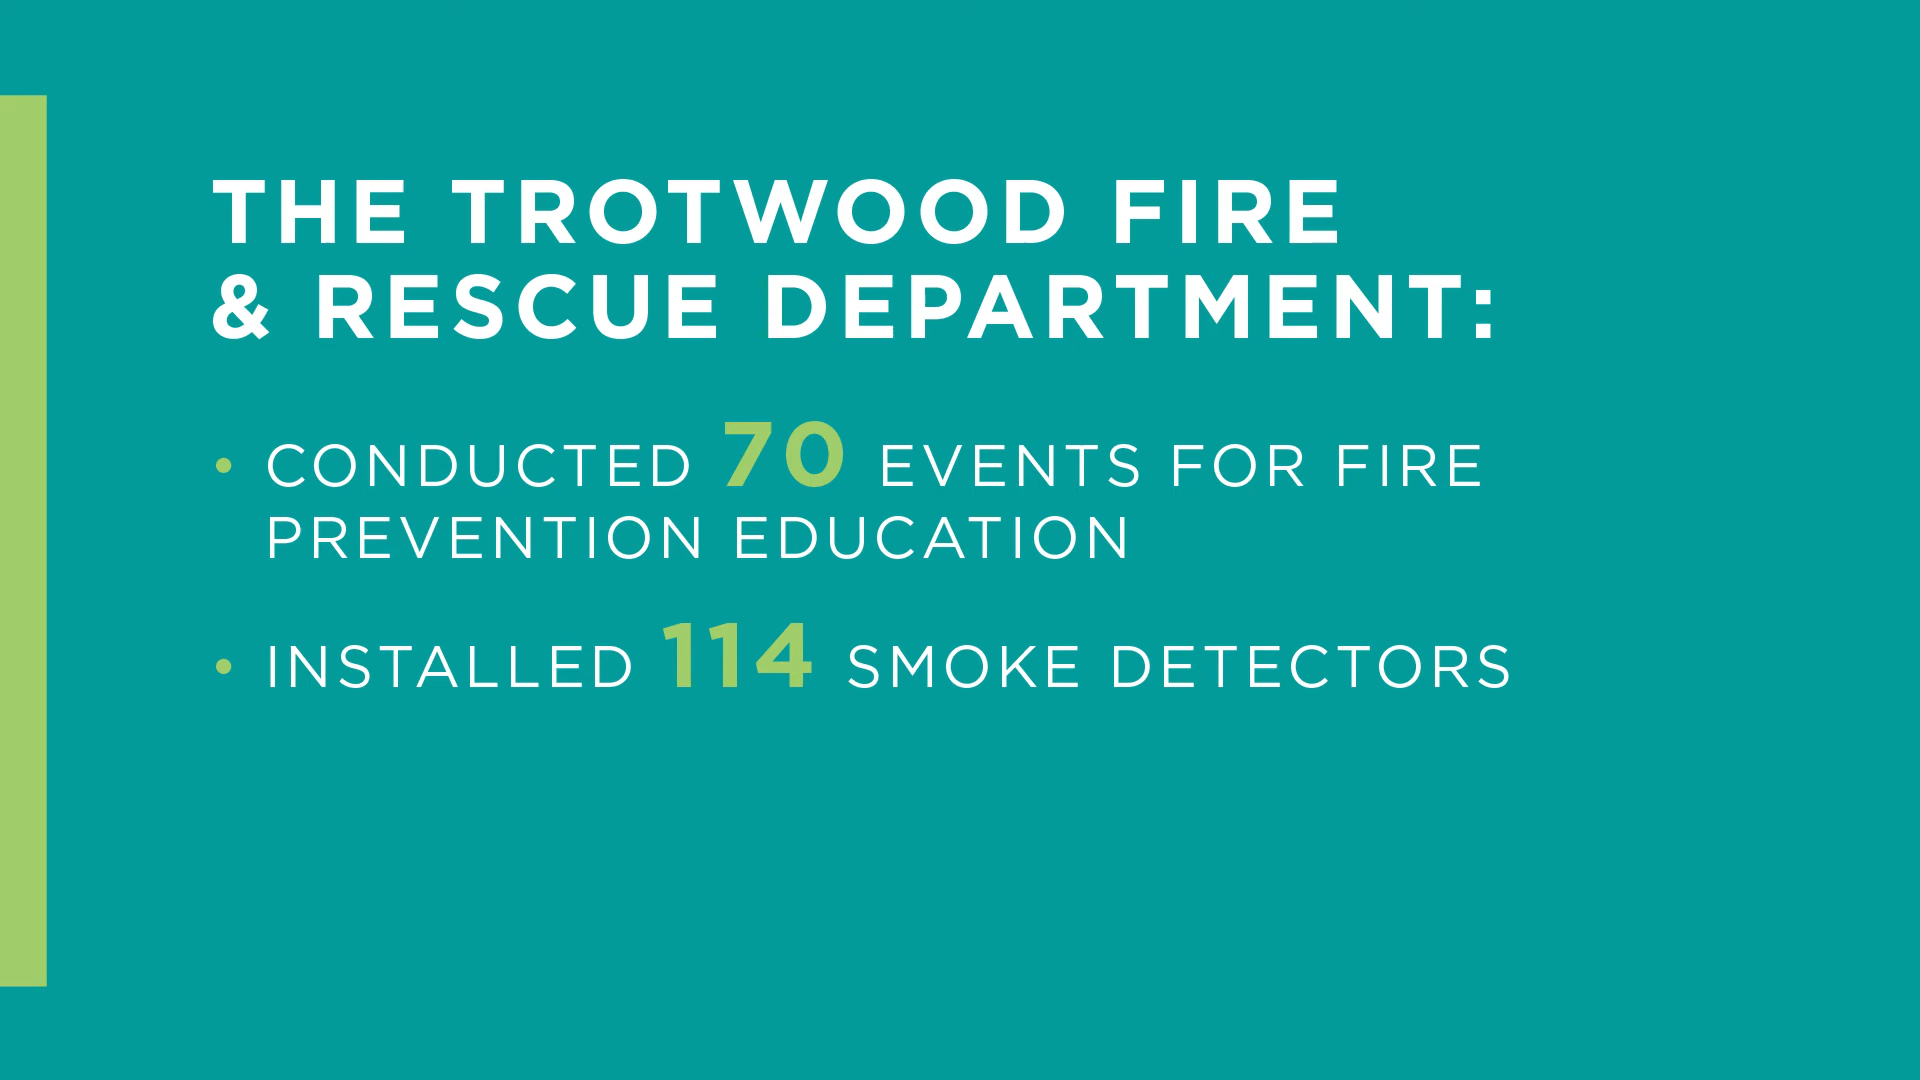 THE TROTWOOD FIRE
& RESCUE DEPARTMENT:
• CONDUCTED 70 EVENTS FOR FIRE
PREVENTION EDUCATION
• INSTALLED 114 SMOKE DETECTORS